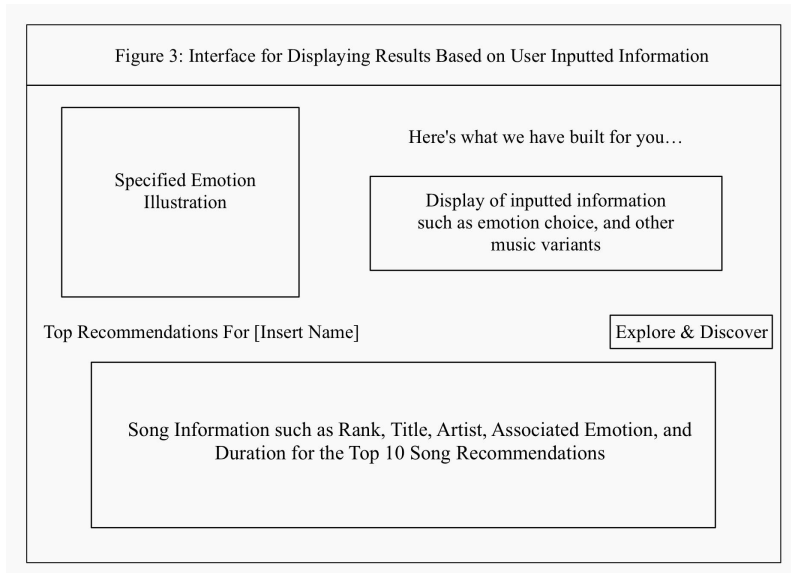 Figure 3: Interface for Displaying Results Based on User Inputted Information
Specified Emotion
Illustration
Here's what we have built for you…
Display of inputted information
such as emotion choice, and other
music variants
Top Recommendations For [Insert Name]
Explore & Discover
Song Information such as Rank, Title, Artist, Associated Emotion, and
Duration for the Top 10 Song Recommendations